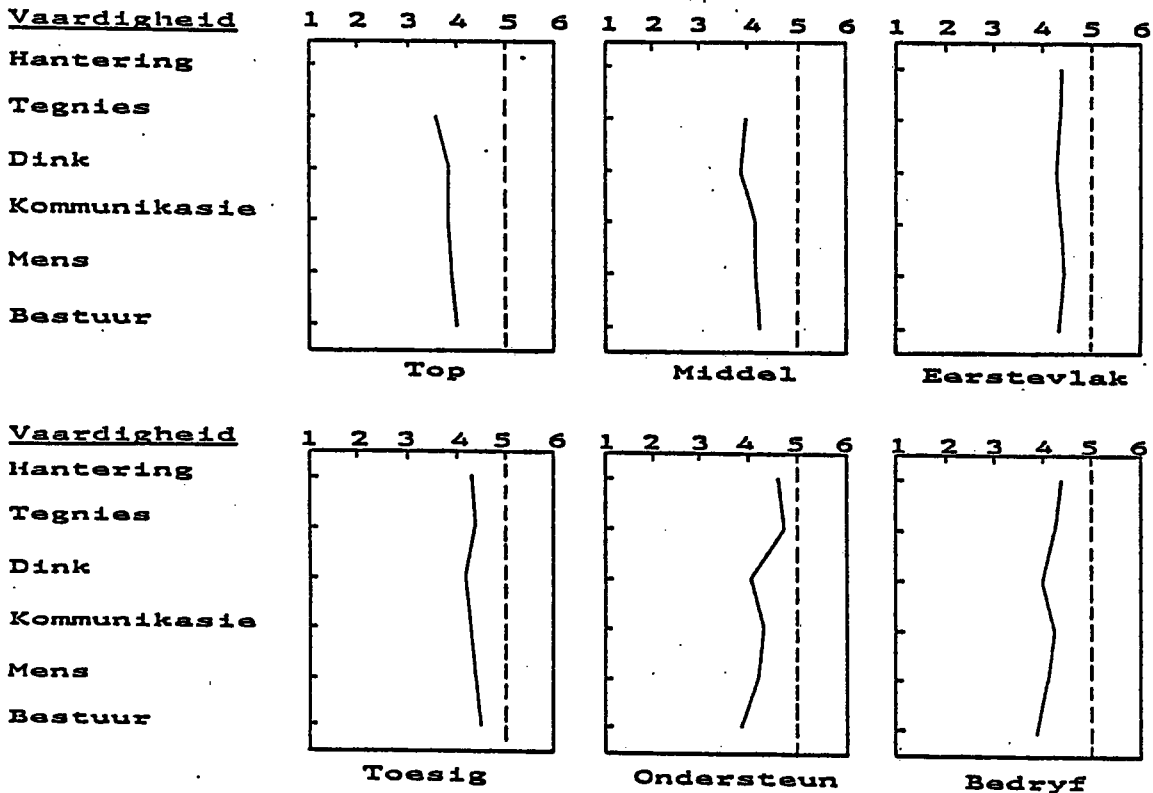 Vaardigheid 1 2 3 4 5 6 1 2 3 4 5 6 1 2 3 4 5 6
Hantering
Tegnies
Dink
Kommunikasie
Mens
Bestuur
Top Middel Eerstevlak
Vaardigheid 1 2 3 4 5 6 1 2 3 4 5 6 1 2 3 4 5 6
Hantering
Tegnies
Dink
Kommunikasie
Mens
Bestuur
Toesig Ondersteun Bedryf